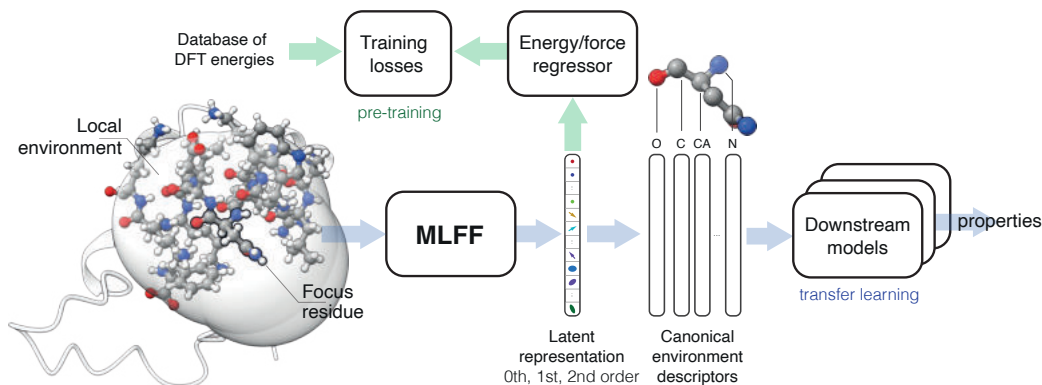 Database of
DFT energies
Training
losses
pre-training
Energy/force
regressor
Local
environment
Focus
residue
MLFF
Latent
representation
0th, 1st, 2nd order
O C CA N
...
Canonical
environment
descriptors
Downstream
models
transfer learning
properties